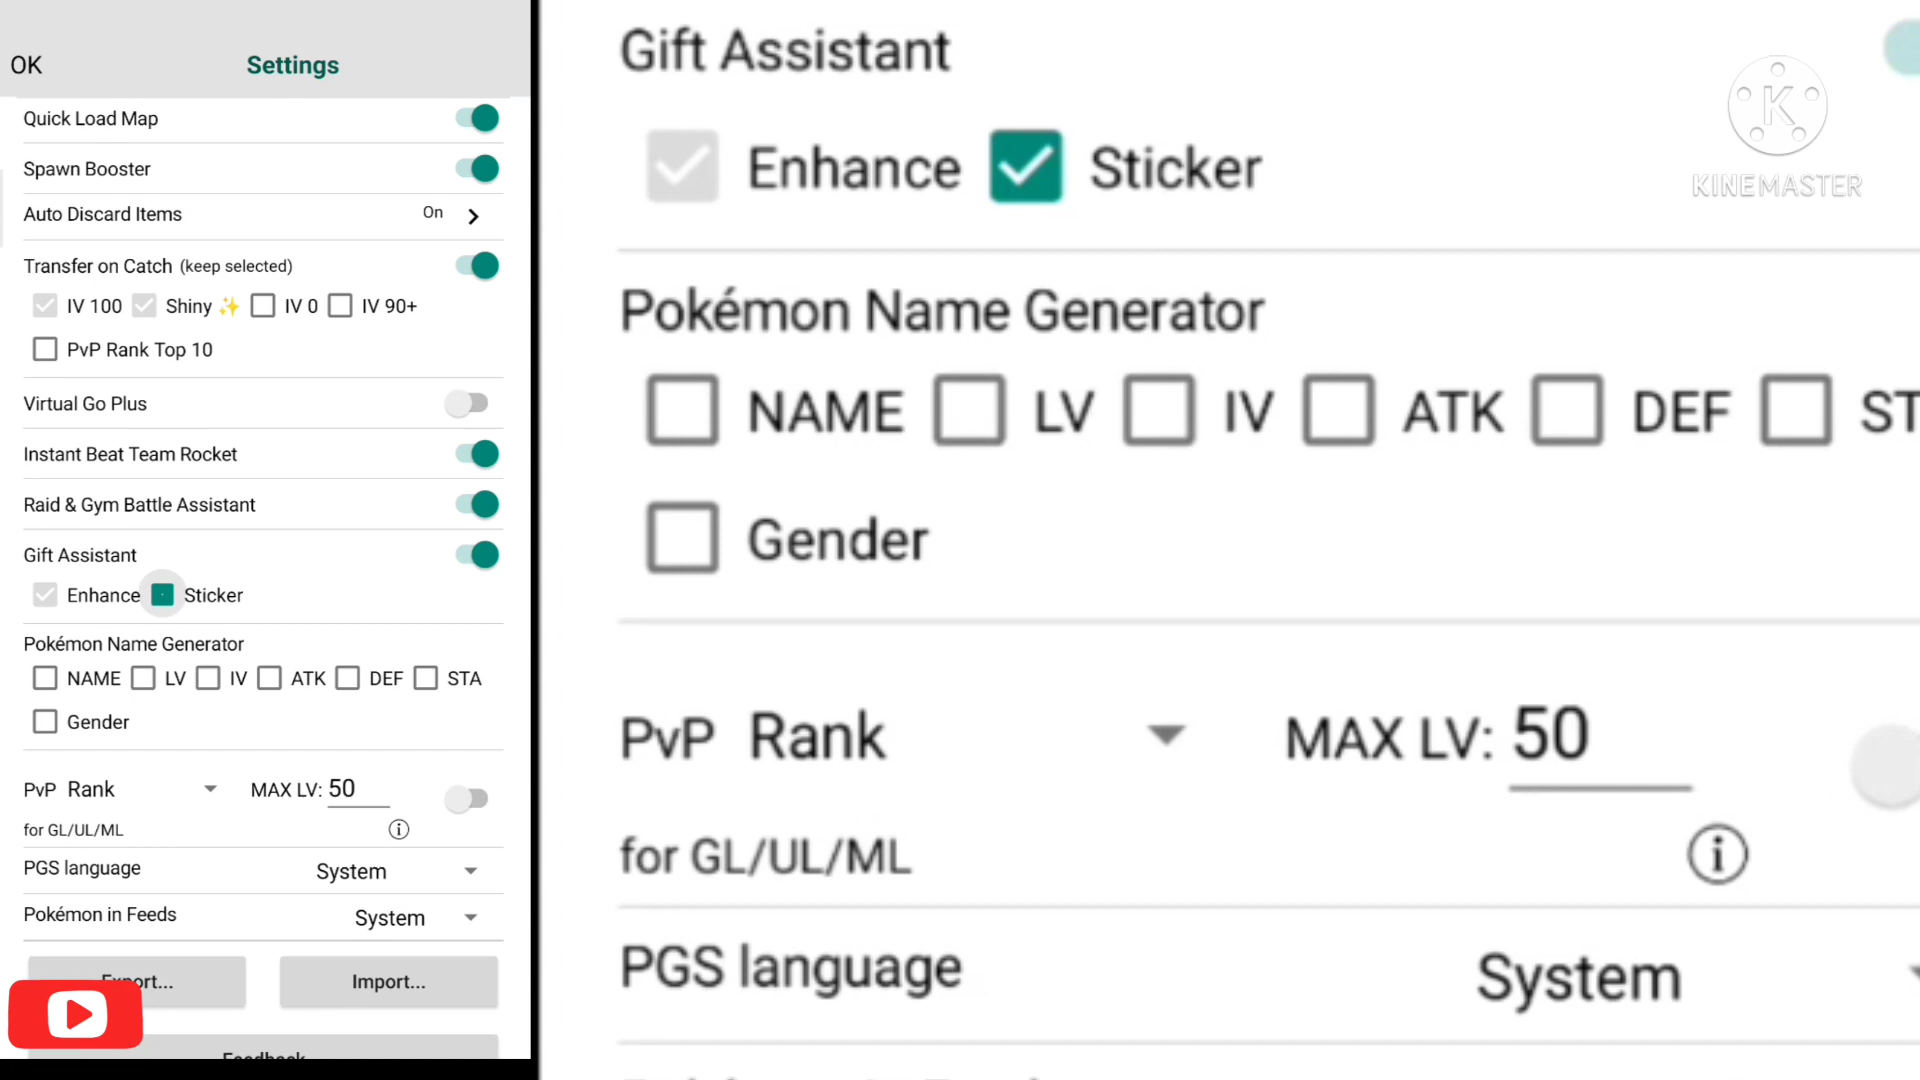 OK
Settings
Quick Load Map
Spawn Booster
Auto Discard Items On
Transfer on Catch (keep selected)
IV 100 Shiny ✨ IV 0 IV 90+
PvP Rank Top 10
Virtual Go Plus
Instant Beat Team Rocket
Raid & Gym Battle Assistant
Gift Assistant
Enhance Sticker
Pokémon Name Generator
NAME LV IV ATK DEF STA
Gender
PvP Rank MAX LV: 50
for GL/UL/ML
PGS language System
Pokémon in Feeds System
Export... Import...
Feedback
Gift Assistant
Enhance Sticker
Pokémon Name Generator
NAME LV IV ATK DEF ST
Gender
PvP Rank MAX LV: 50
for GL/UL/ML
PGS language System
K
KINEMASTER